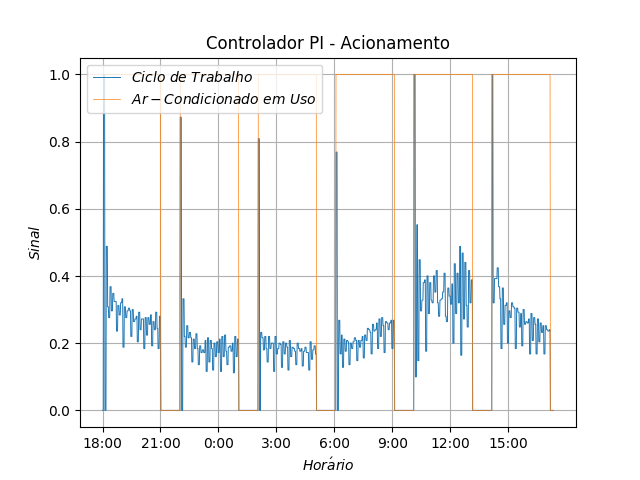 Controlador PI - Acionamento
Ciclo de Trabalho
Ar-Condicionado em Uso
1.0
0.8
0.6
0.4
0.2
0.0
Sinal
18:00 21:00 0:00 3:00 6:00 9:00 12:00 15:00
Horário